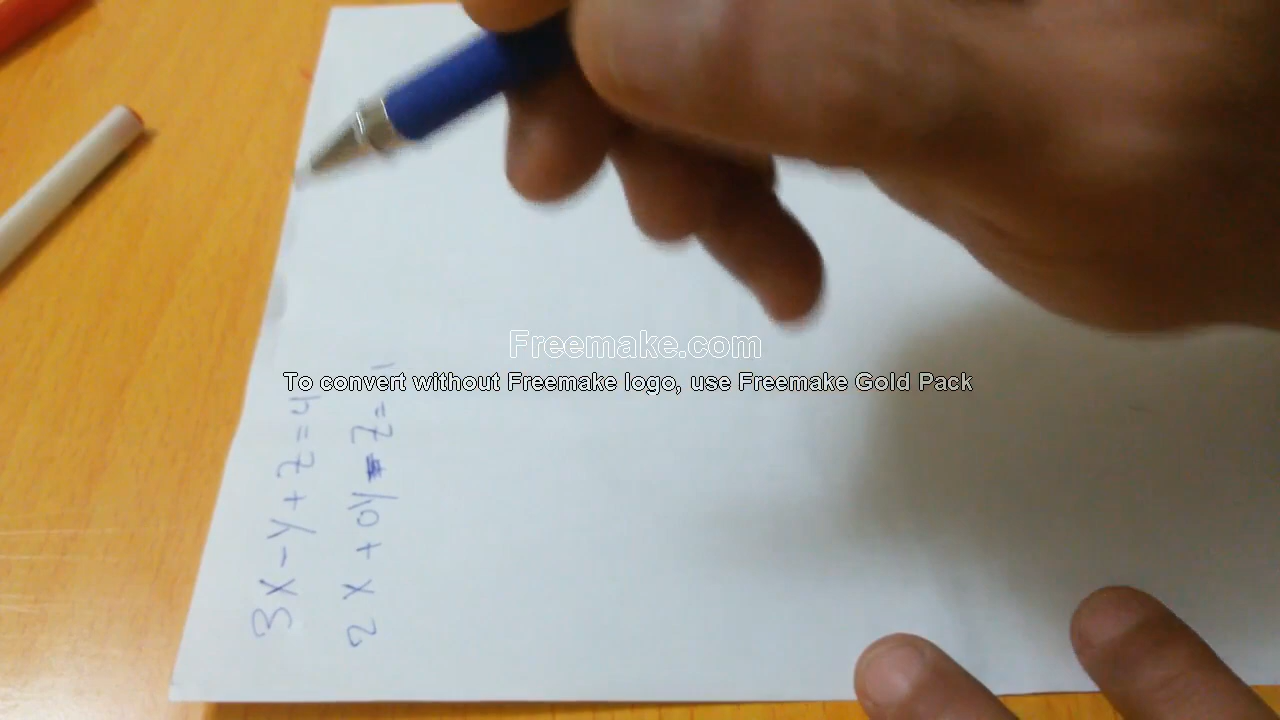 3x-y+z=4
2x+0y-z=1
Freemake.com
To convert without Freemake logo, use Freemake Gold Pack